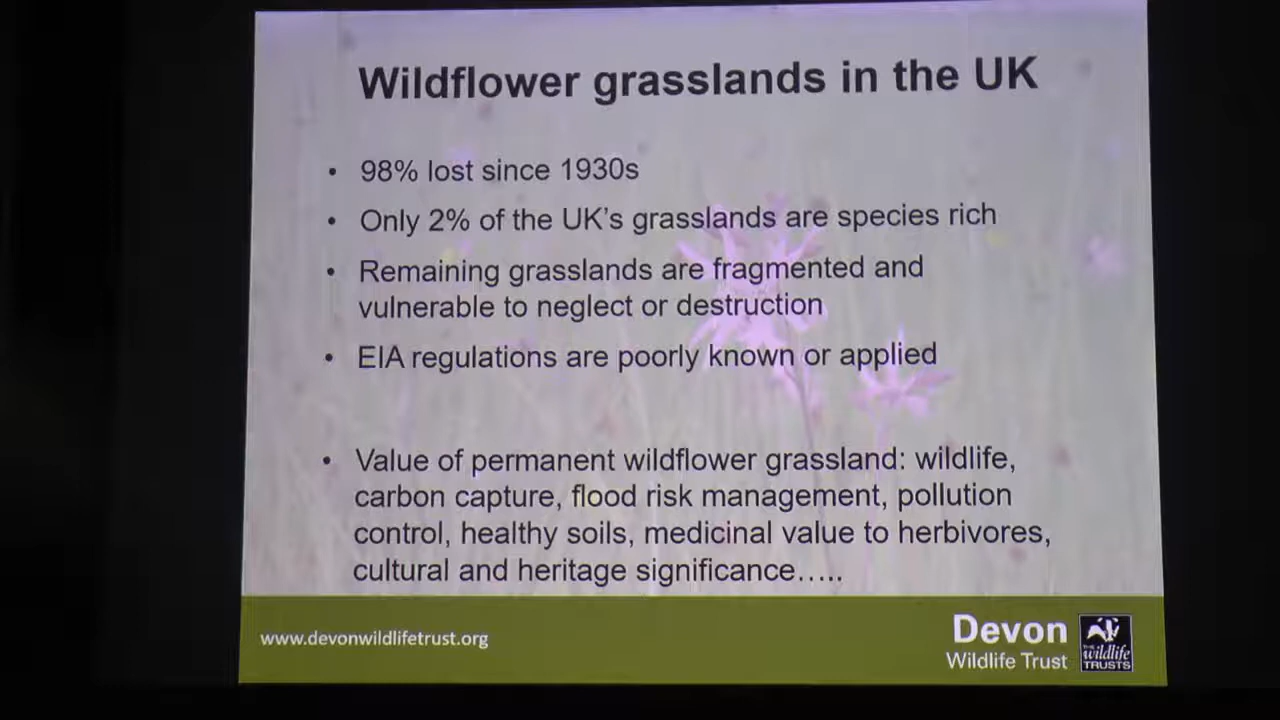 Wildflower grasslands in the UK
• 98% lost since 1930s
• Only 2% of the UK's grasslands are species rich
• Remaining grasslands are fragmented and
vulnerable to neglect or destruction
• EIA regulations are poorly known or applied
• Value of permanent wildflower grassland: wildlife,
carbon capture, flood risk management, pollution
control, healthy soils, medicinal value to herbivores,
cultural and heritage significance…..
www.devonwildlifetrust.org
Devon
Wildlife Trust
THE
wildlife
TRUSTS